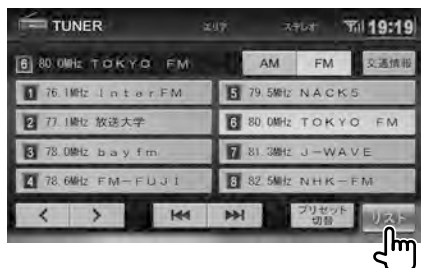 TUNER エリア ステレオ 19:19
6 80.0MHz TOKYO FM AM FM 交通情報
1 76.1MHz InterFM 5 79.5MHz NACK5
2 77.1MHz 放送大学 6 80.0MHz TOKYO FM
3 78.0MHz bayfm 7 81.3MHz J-WAVE
4 78.6MHz FM-FUJI 8 82.5MHz NHK-FM
プリセット
切替
リスト